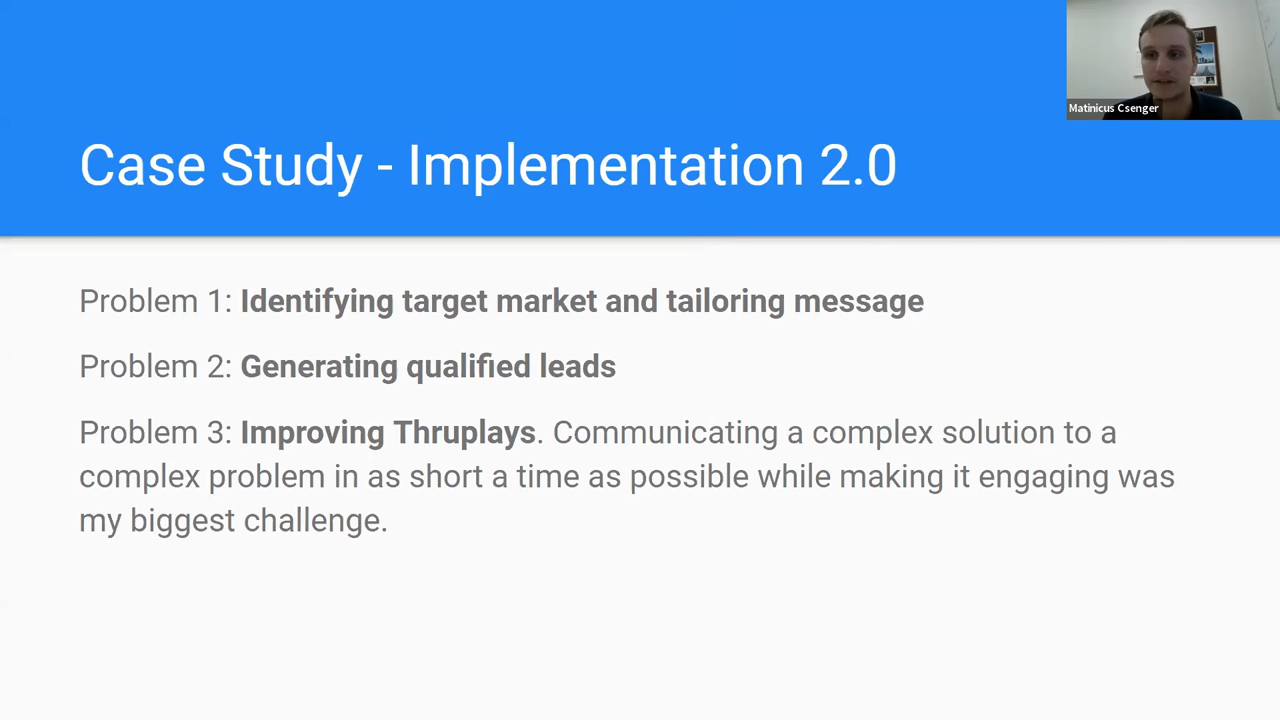 Matinicus Csenger
Case Study - Implementation 2.0
Problem 1: Identifying target market and tailoring message
Problem 2: Generating qualified leads
Problem 3: Improving Thruplays. Communicating a complex solution to a
complex problem in as short a time as possible while making it engaging was
my biggest challenge.